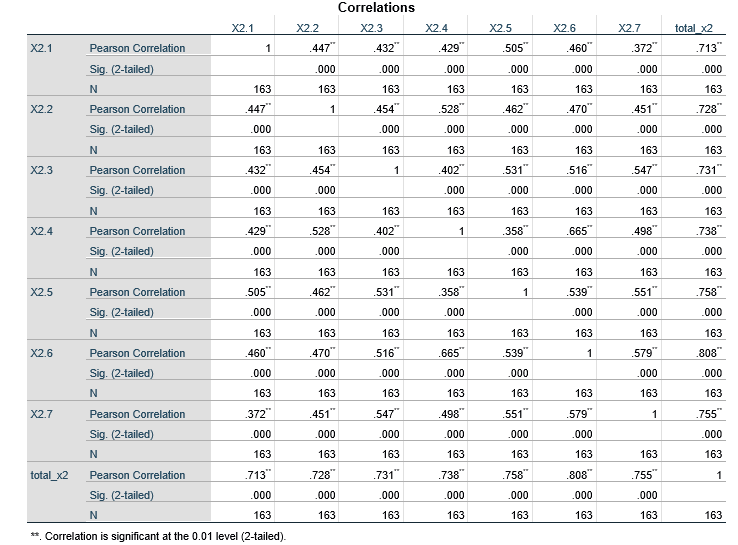 Correlations
X2.1 X2.2 X2.3 X2.4 X2.5 X2.6 X2.7 total_x2
X2.1 Pearson Correlation 1 .447** .432** .429** .505** .460** .372** .713**
Sig. (2-tailed) .000 .000 .000 .000 .000 .000 .000
N 163 163 163 163 163 163 163 163
X2.2 Pearson Correlation .447** 1 .454** .528** .462** .470** .451** .728**
Sig. (2-tailed) .000 .000 .000 .000 .000 .000 .000
N 163 163 163 163 163 163 163 163
X2.3 Pearson Correlation .432** .454** 1 .402** .531** .516** .547** .731**
Sig. (2-tailed) .000 .000 .000 .000 .000 .000 .000
N 163 163 163 163 163 163 163 163
X2.4 Pearson Correlation .429** .528** .402** 1 .358** .665** .498** .738**
Sig. (2-tailed) .000 .000 .000 .000 .000 .000 .000
N 163 163 163 163 163 163 163 163
X2.5 Pearson Correlation .505** .462** .531** .358** 1 .539** .551** .758**
Sig. (2-tailed) .000 .000 .000 .000 .000 .000 .000
N 163 163 163 163 163 163 163 163
X2.6 Pearson Correlation .460** .470** .516** .665** .539** 1 .579** .808**
Sig. (2-tailed) .000 .000 .000 .000 .000 .000 .000
N 163 163 163 163 163 163 163 163
X2.7 Pearson Correlation .372** .451** .547** .498** .551** .579** 1 .755**
Sig. (2-tailed) .000 .000 .000 .000 .000 .000 .000
N 163 163 163 163 163 163 163 163
total_x2 Pearson Correlation .713** .728** .731** .738** .758** .808** .755** 1
Sig. (2-tailed) .000 .000 .000 .000 .000 .000 .000
N 163 163 163 163 163 163 163 163
**. Correlation is significant at the 0.01 level (2-tailed).